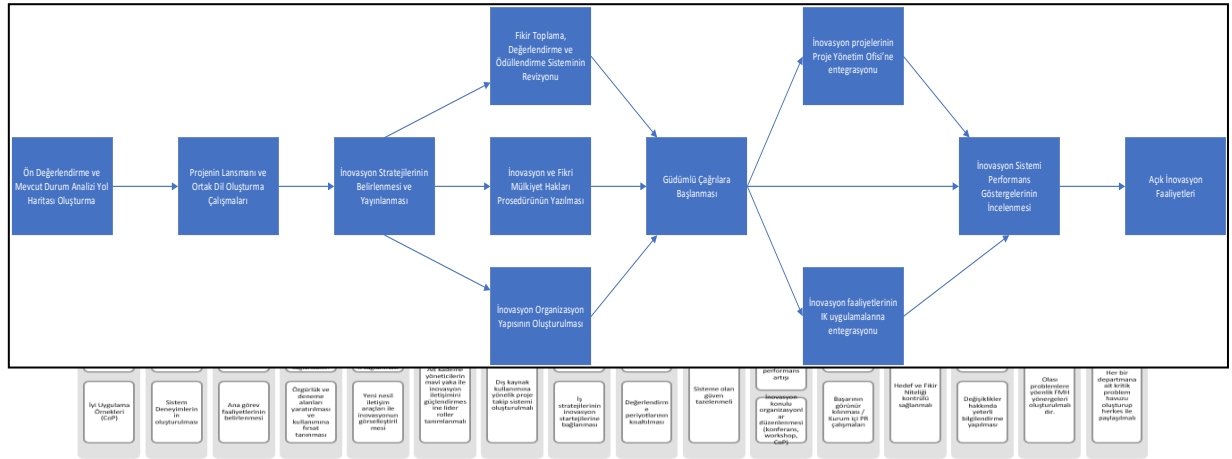 Fikir Toplama,
Değerlendirme ve
Ödüllendirme Sisteminin
Revizyonu
İnovasyon projelerinin
Proje Yönetim Ofisi'ne
entegrasyonu
Ön Değerlendirme ve
Mevcut Durum Analizi Yol
Haritası Oluşturma
Projenin Lansmanı ve
Ortak Dil Oluşturma
Çalışmaları
İnovasyon Stratejilerinin
Belirlenmesi ve
Yayınlanması
İnovasyon ve Fikri
Mülkiyet Hakları
Prosedürünün Yazılması
Güdümlü Çağrılara
Başlanması
İnovasyon Sistemi
Performans
Göstergelerinin
İncelenmesi
Açık İnovasyon
Faaliyetleri
İnovasyon Organizasyon
Yapısının Oluşturulması
İnovasyon faaliyetlerinin
IK uygulamalarına
entegrasyonu
İyi Uygulama
Örnekleri
(CoP)
Sistem
Deneyimlerin
in
oluşturulması
Ana görev
faaliyetlerinin
belirlenmesi
Özgürlük ve
deneme
alanları
yaratılması
ve
kullanımına
fırsat
tanınması
Yeni nesil
iletişim
araçları ile
inovasyonun
görselleştiril
mesi
yöneticilerin
mavi yaka ile
inovasyon
iletişimini
güçlendirmes
ine lider
roller
tanımlanmalı
Dış kaynak
kullanımına
yönelik proje
takip sistemi
oluşturulmalı
İş
stratejilerinin
inovasyon
startejilerine
bağlanması
Değerlendirm
e
periyotlarının
kısaltılması
Sisteme olan
güven
tazelenmeli
performans
artışı
İnovasyon
konulu
organizasyonl
ar
düzenlenmesi
(konferans,
workshop,
CoP)
Başarının
görünür
kılınması /
Kurum içi PR
çalışmaları
Hedef ve Fikir
Niteliği
kontrolü
sağlanmalı
Değişiklikler
hakkında
yeterli
bilgilendirme
yapılması
Olası
problemlere
yönelik FMH
yönergeleri
oluşturulmalı
dır.
Her bir
departmana
ait kritik
problem
havuzu
oluşturup
herkes ile
paylaşılmalı